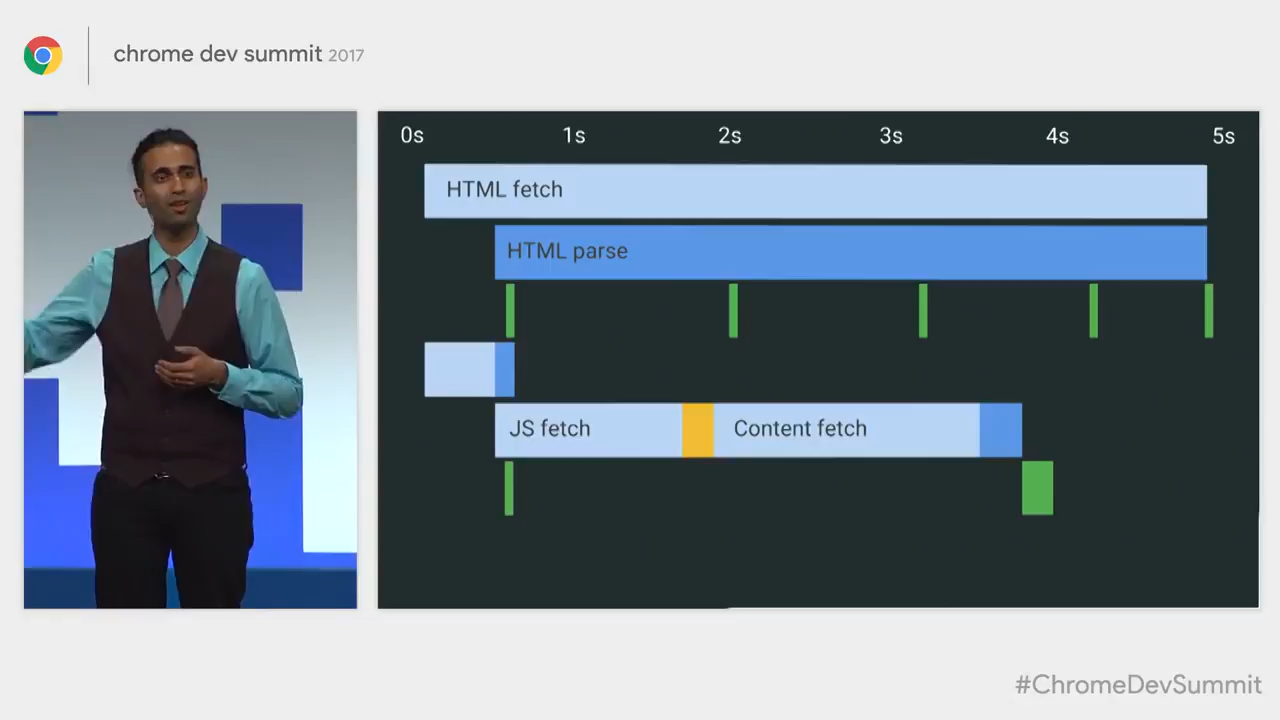 chrome dev summit 2017
0s 1s 2s 3s 4s 5s
HTML fetch
HTML parse
JS fetch Content fetch
#ChromeDevSummit